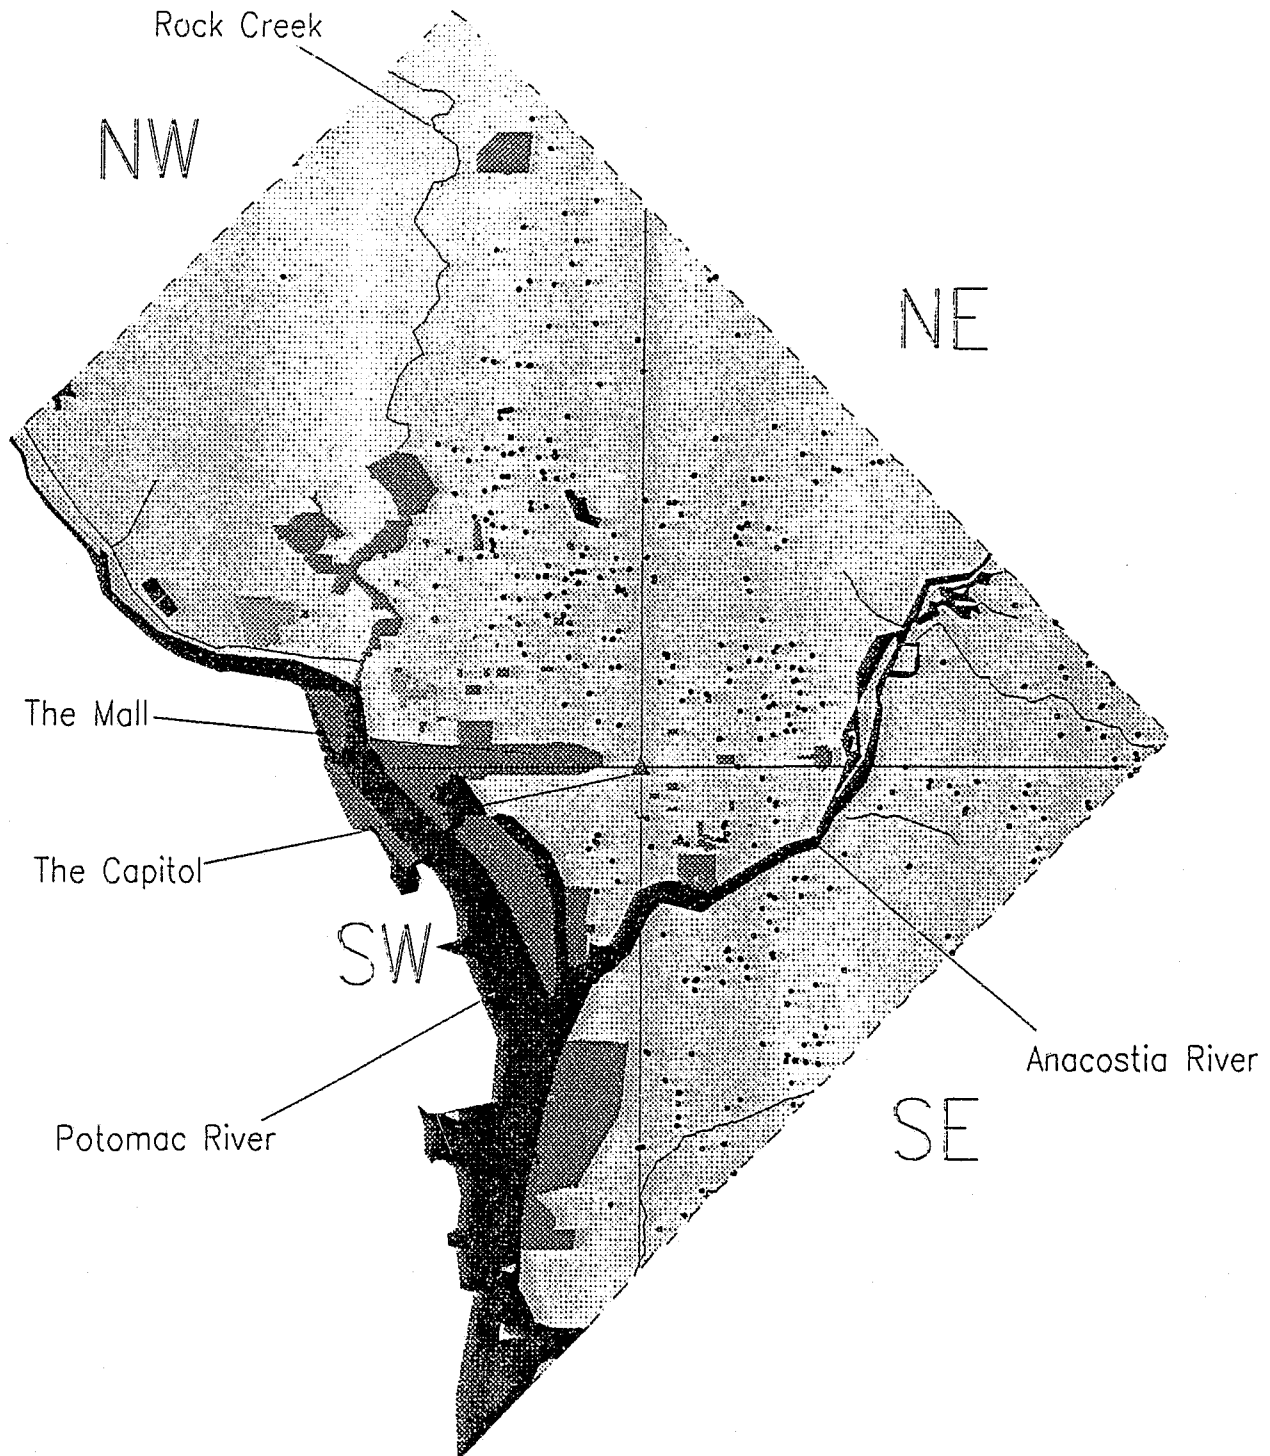 Rock Creek
NW
NE
The Mall
The Capitol
SW
Anacostia River
Potomac River
SE